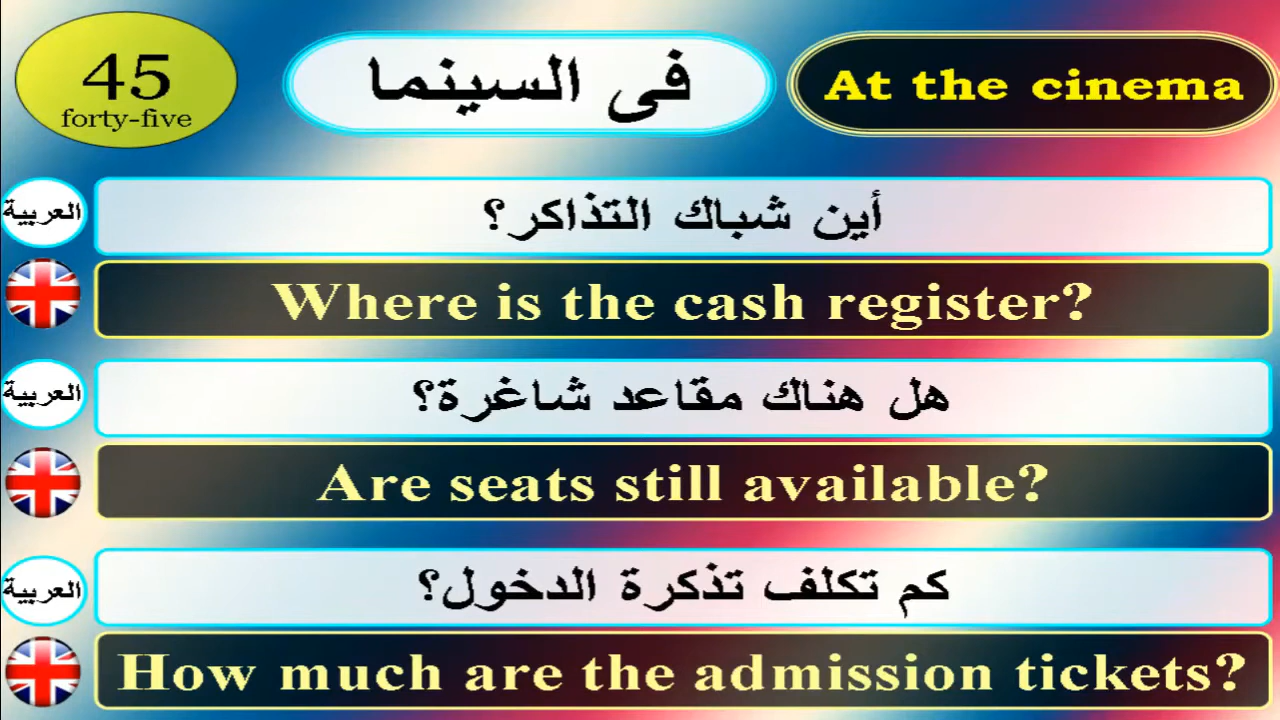 45
forty-five
فى السينما
At the cinema
العربية
أين شباك التذاكر؟
Where is the cash register?
العربية
هل هناك مقاعد شاغرة؟
Are seats still available?
العربية
كم تكلف تذكرة الدخول؟
How much are the admission tickets?